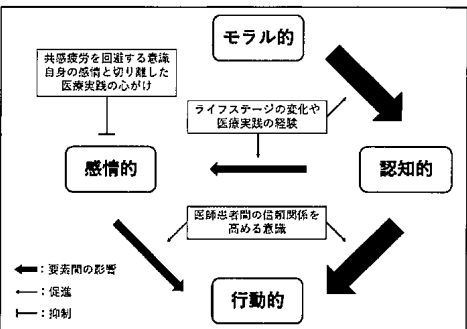 モラル的
共感疲労を回避する意識
自身の感情と切り離した
医療実践の心がけ
ライフステージの変化や
医療実践の経験
感情的
認知的
医師患者間の信頼関係を
高める意識
行動的
：要素間の影響
：促進
：抑制